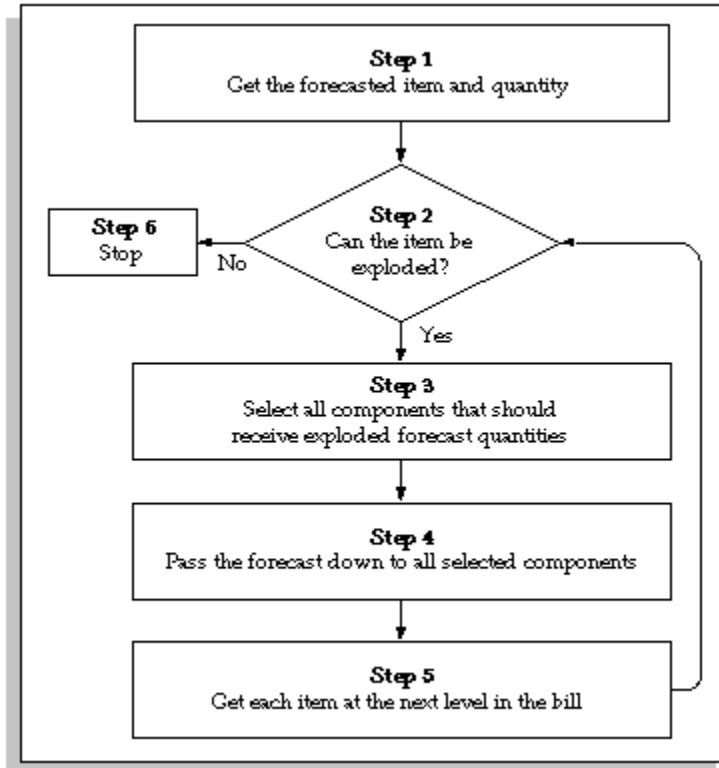 Step 1
Get the forecasted item and quantity
Step 2
Can the item be
exploded?
Step 6
Stop
No
Yes
Step 3
Select all components that should
receive exploded forecast quantities
Step 4
Pass the forecast down to all selected components
Step 5
Get each item at the next level in the bill